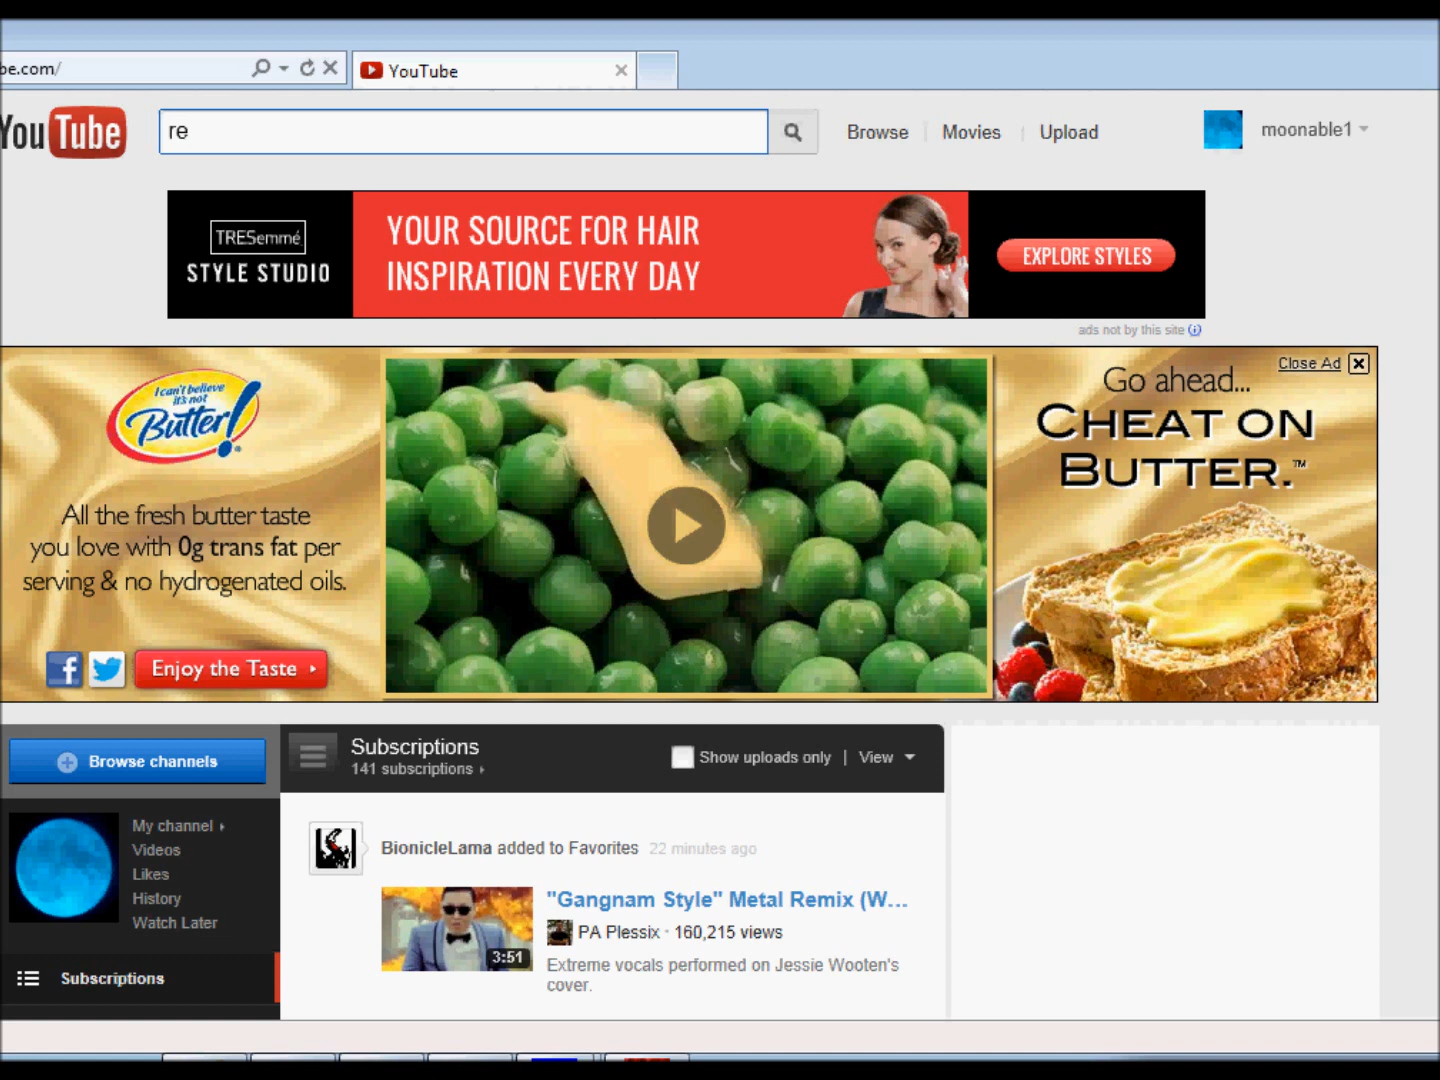 be.com/
YouTube
YouTube
re
Browse
Movies
Upload
moonable1
TRESemmé
STYLE STUDIO
YOUR SOURCE FOR HAIR
INSPIRATION EVERY DAY
EXPLORE STYLES
ads not by this site
I can't believe
it's not
Butter!
All the fresh butter taste
you love with 0g trans fat per
serving & no hydrogenated oils.
Enjoy the Taste
Close Ad
Go ahead...
CHEAT ON
BUTTER.™
Browse channels
My channel
Videos
Likes
History
Watch Later
Subscriptions
Subscriptions
141 subscriptions
Show uploads only | View
BionicleLama added to Favorites 22 minutes ago
3:51
"Gangnam Style" Metal Remix (W...
PA Plessix · 160,215 views
Extreme vocals performed on Jessie Wooten's
cover.